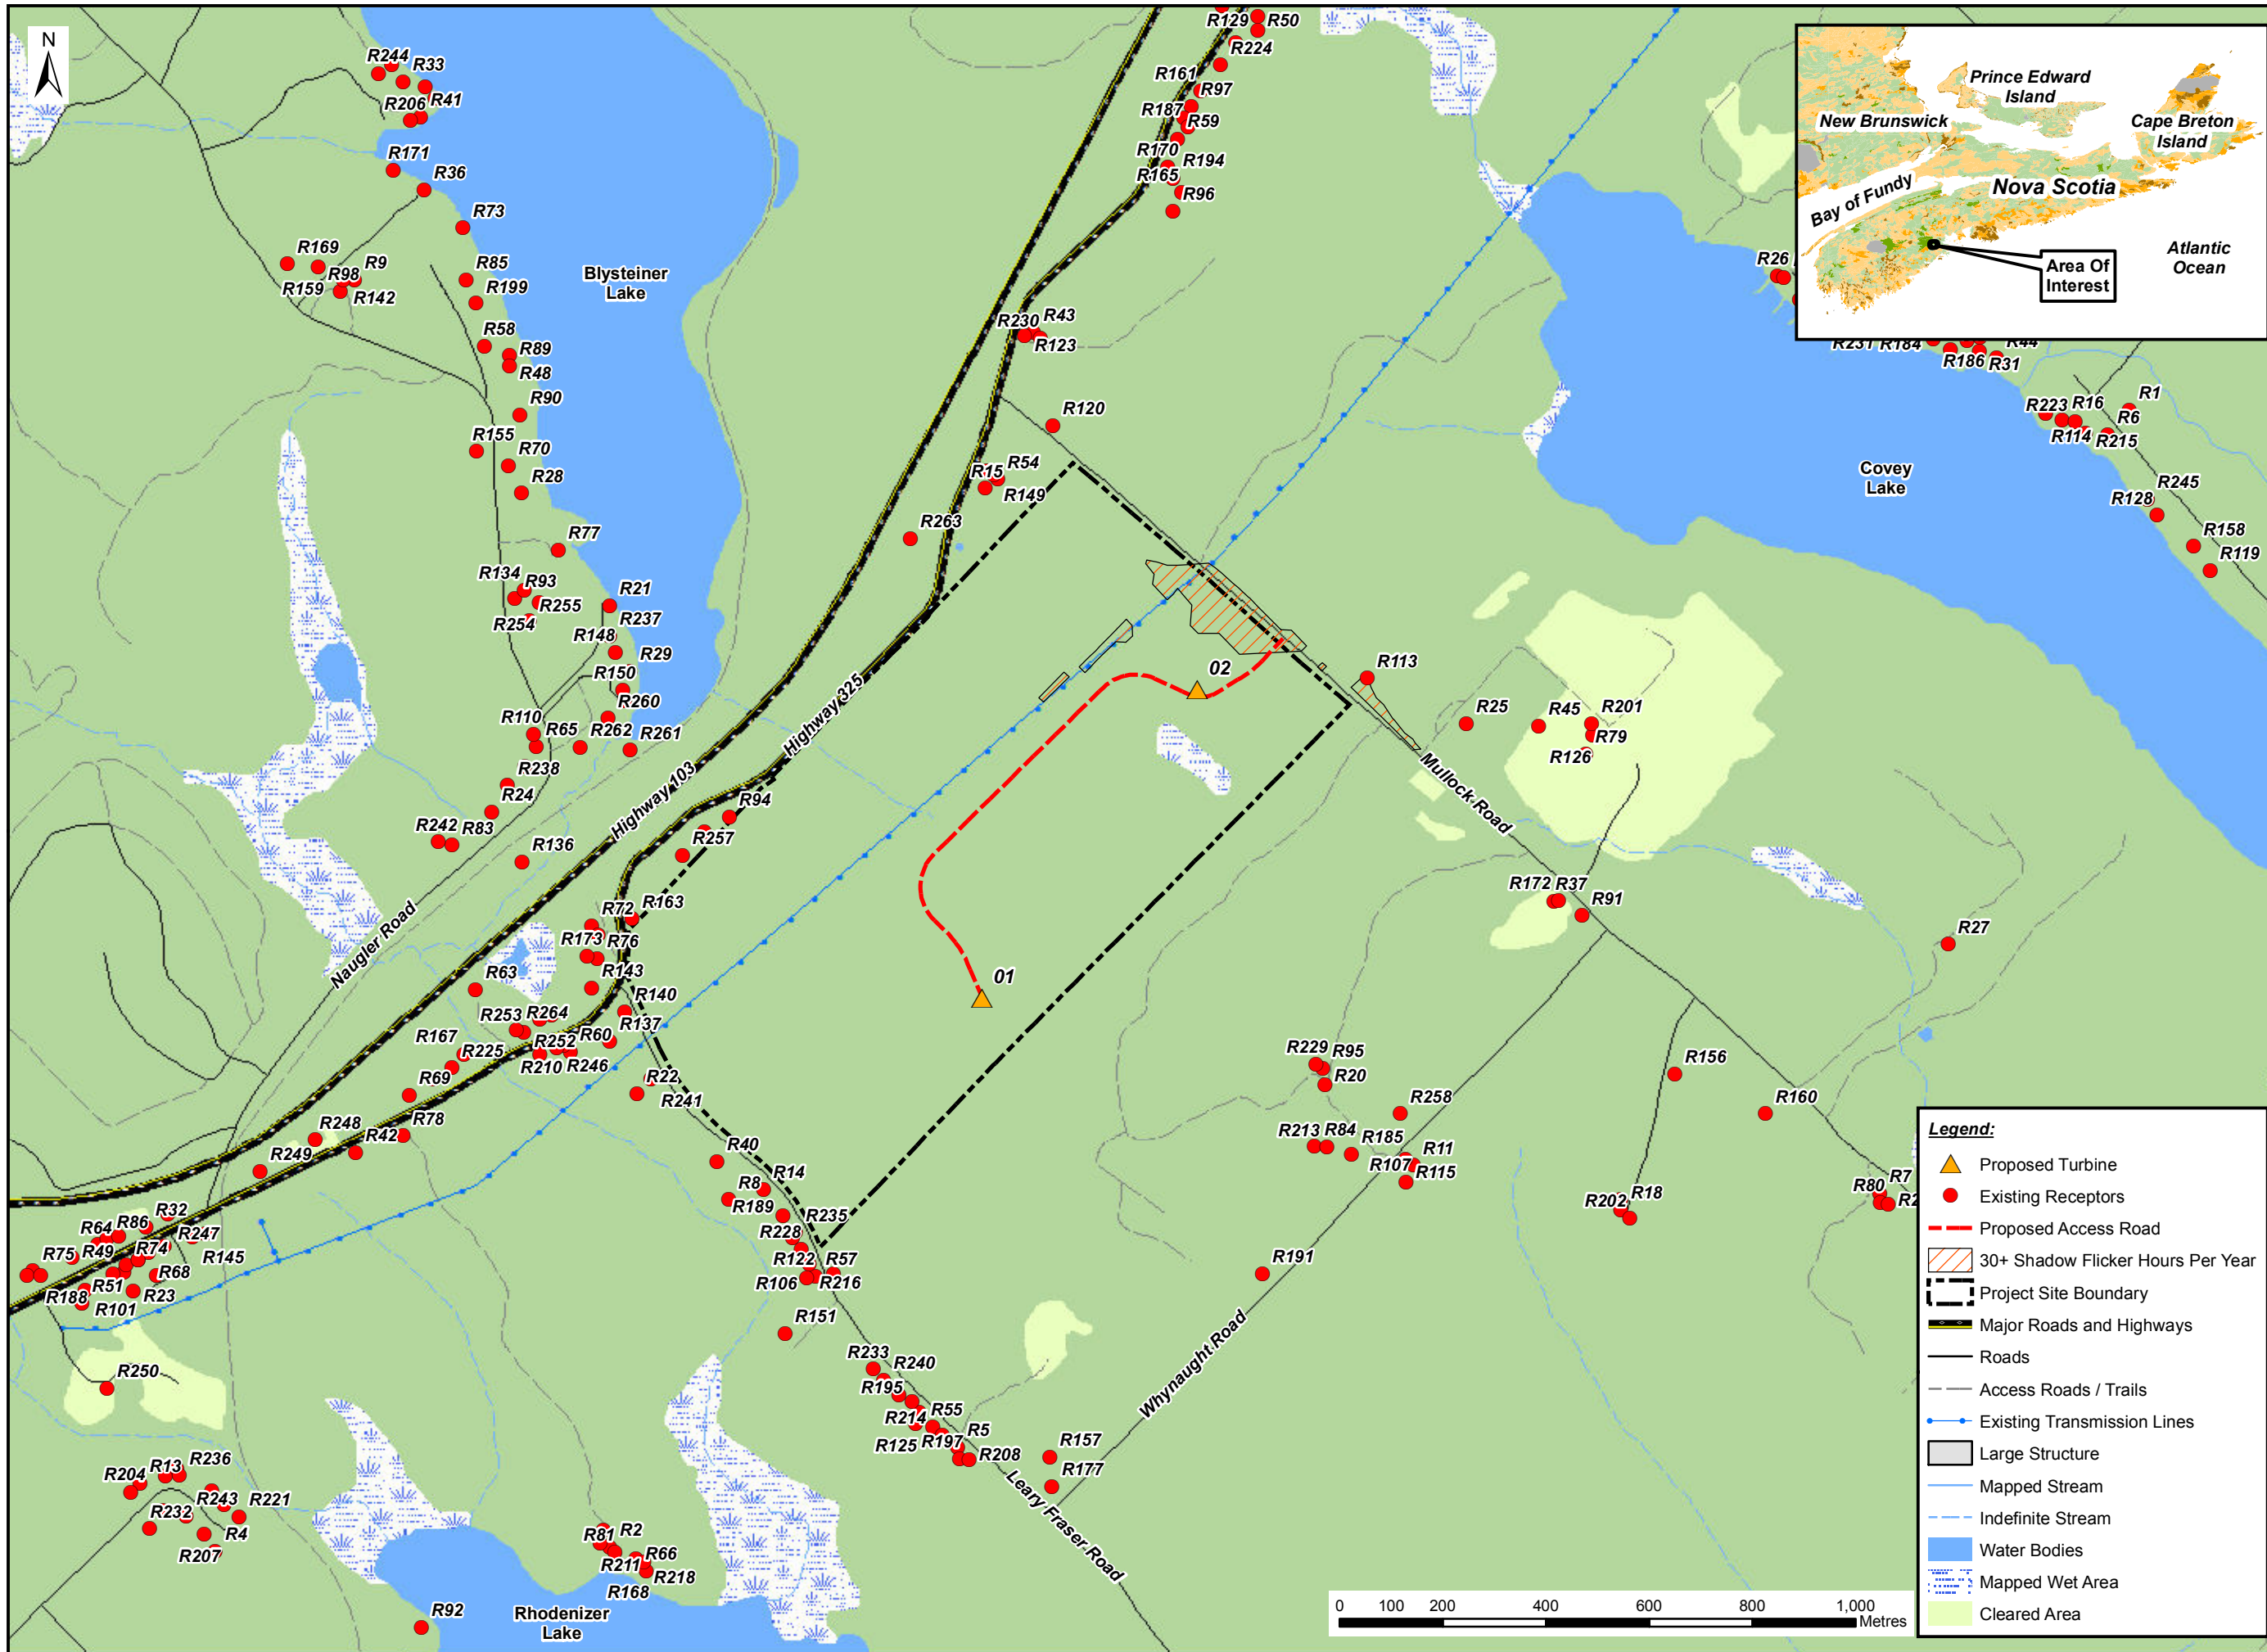 N
R244
R33
R206
R41
R171
R36
R73
R169
R98
R9
R159
R142
R85
R199
R58
R89
R48
R90
R155
R70
R28
R77
R134
R93
R255
R254
R21
R237
R148
R29
R150
R260
R110
R65
R262
R261
R238
R24
R242
R83
R136
Blysteiner
Lake
R129
R50
R224
R161
R97
R187
R59
R170
R194
R165
R96
R230
R43
R123
R120
R15
R54
R149
R263
Highway 325
Highway 103
Naugler Road
R94
R257
R163
R72
R173
R76
R143
R63
R140
R137
R253
R264
R60
R252
R167
R225
R210
R246
R69
R22
R241
R78
R248
R42
R249
R40
R14
R8
R189
R235
R228
R122
R57
R106
R216
R151
R32
R86
R64
R247
R74
R145
R75
R49
R68
R51
R188
R23
R101
R250
R233
R240
R195
R55
R214
R5
R125
R197
R208
R157
R177
R191
Whynaught Road
Leary Fraser Road
R204
R13
R236
R243
R221
R232
R4
R207
R81
R2
R66
R211
R218
R168
R92
Rhodenizer
Lake
02
01
R113
R25
R45
R201
R79
R126
Mullock Road
R172
R37
R91
R27
R229
R95
R20
R258
R213
R84
R185
R11
R107
R115
R156
R160
R202
R18
R7
R80
Covey
Lake
R26
R231
R184
R44
R186
R31
R223
R16
R1
R6
R114
R215
R245
R128
R158
R119
Prince Edward
Island
New Brunswick
Cape Breton
Island
Nova Scotia
Bay of Fundy
Atlantic
Ocean
Area Of
Interest
Legend:
Proposed Turbine
Existing Receptors
Proposed Access Road
30+ Shadow Flicker Hours Per Year
Project Site Boundary
Major Roads and Highways
Roads
Access Roads / Trails
Existing Transmission Lines
Large Structure
Mapped Stream
Indefinite Stream
Water Bodies
Mapped Wet Area
Cleared Area
0 100 200 400 600 800 1,000
Metres